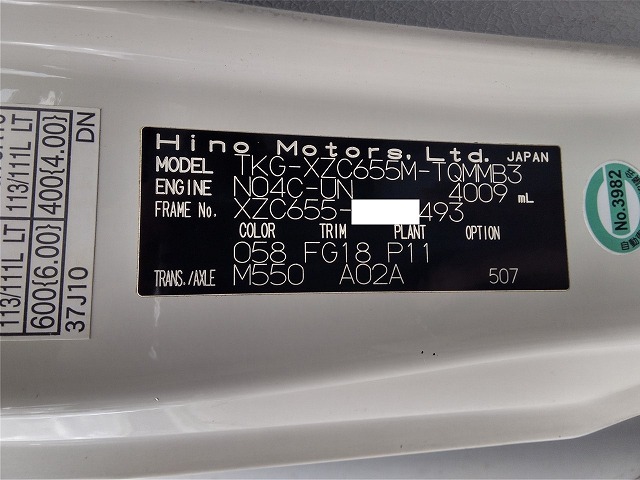 Hino Motors, Ltd. JAPAN
MODEL TKG-XZC655M-TQMMB3
ENGINE N04C-UN 4009 mL
FRAME No. XZC655- 493
COLOR TRIM PLANT OPTION
058 FG18 P11
TRANS./AXLE M550 A02A 507
113/111L LT 113/111L LT
600{6.00} 400{4.00}
37J10 DN
No.3982